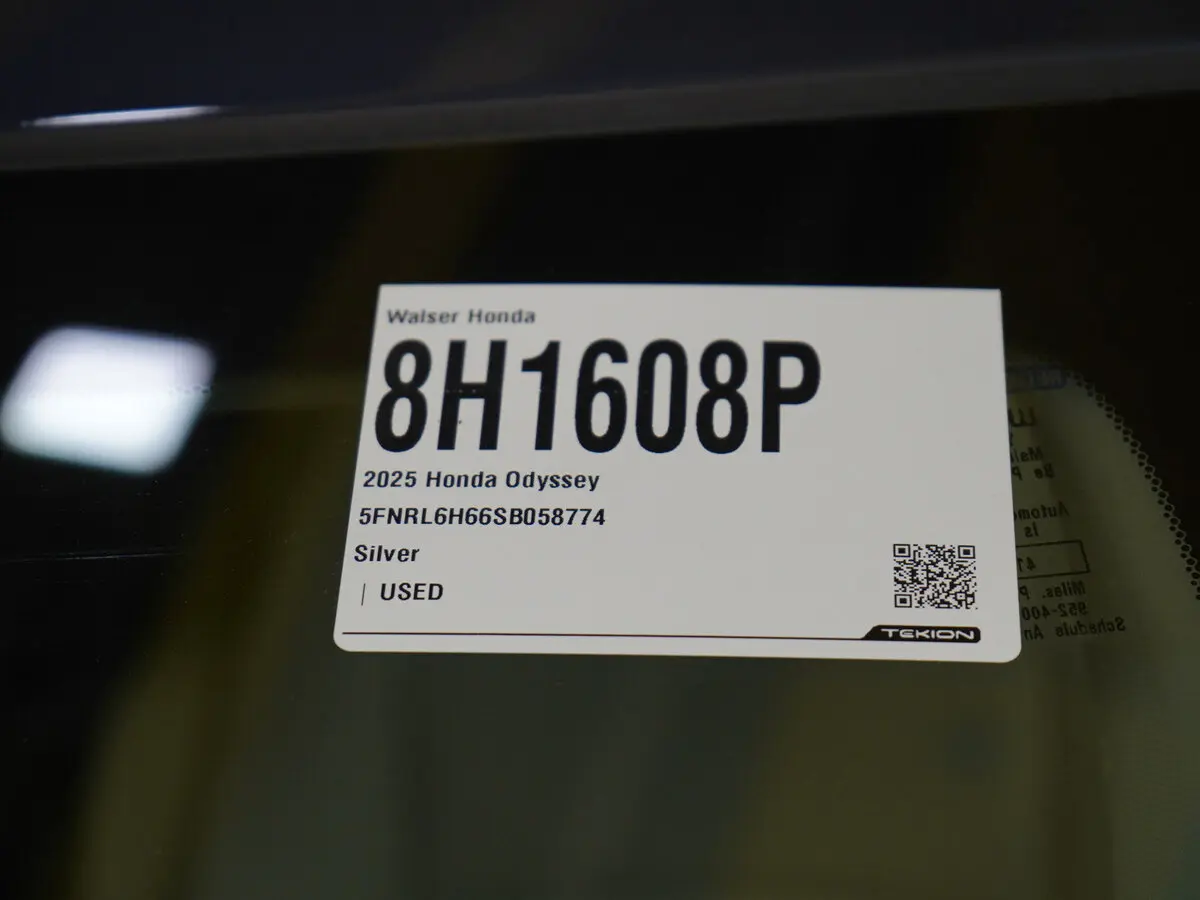 Walser Honda
8H1608P
2025 Honda Odyssey
5FNRL6H66SB058774
Silver
| USED
TEKION